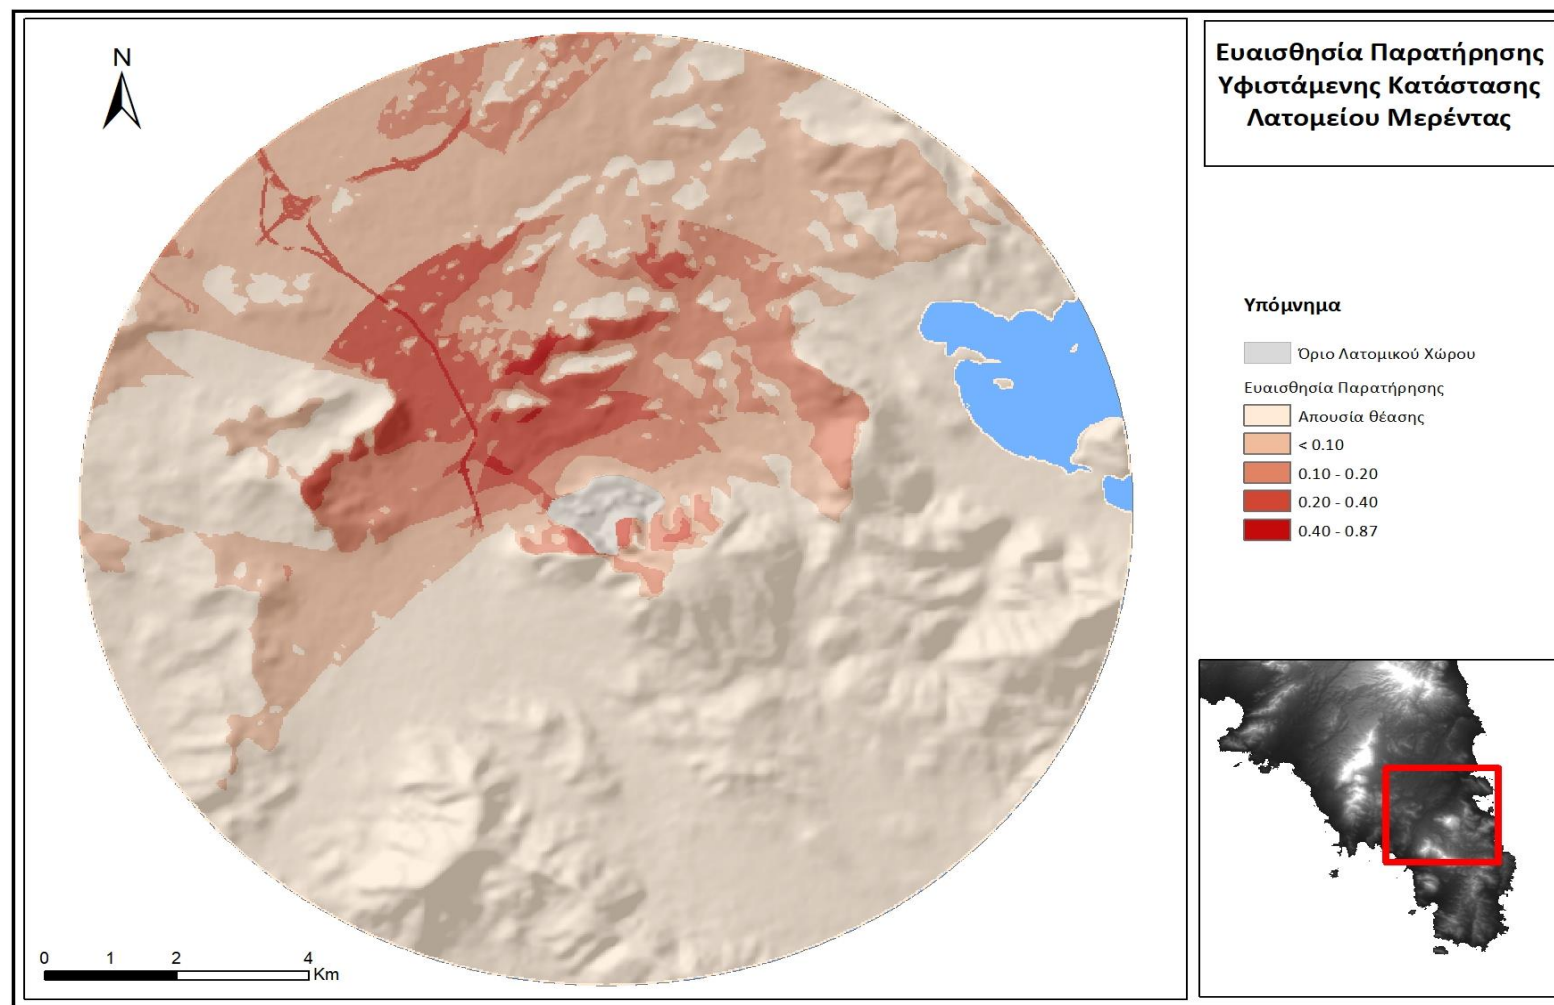 Ευαισθησία Παρατήρησης
Υφιστάμενης Κατάστασης
Λατομείου Μερέντας
N
Υπόμνημα
Όριο Λατομικού Χώρου
Ευαισθησία Παρατήρησης
Απουσία θέασης
< 0.10
0.10 - 0.20
0.20 - 0.40
0.40 - 0.87
0 1 2 4
Km